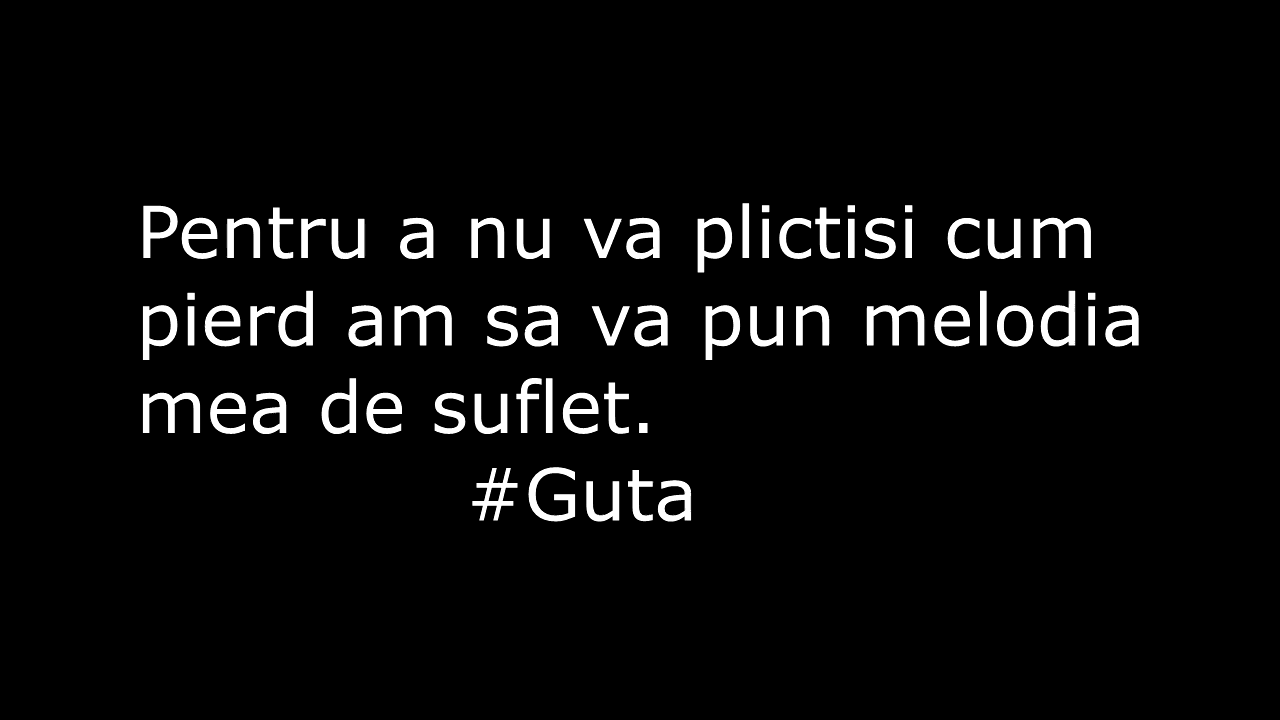 Pentru a nu va plictisi cum
pierd am sa va pun melodia
mea de suflet.
#Guta